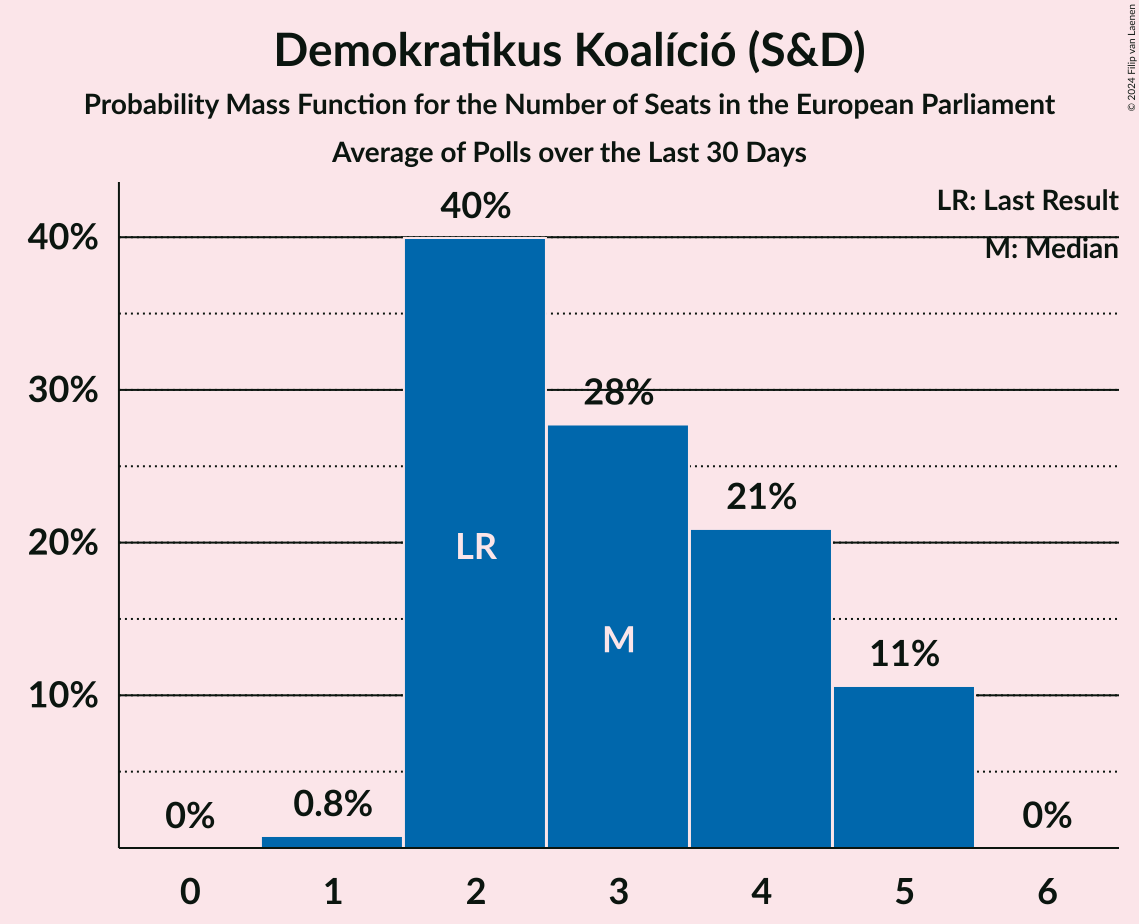 Demokratikus Koalíció (S&D)
Probability Mass Function for the Number of Seats in the European Parliament
Average of Polls over the Last 30 Days
© 2024 Filip van Laenen
LR: Last Result
M: Median
40%
30%
20%
10%
0%
0.8%
40%
28%
21%
11%
0%
LR
M
0 1 2 3 4 5 6